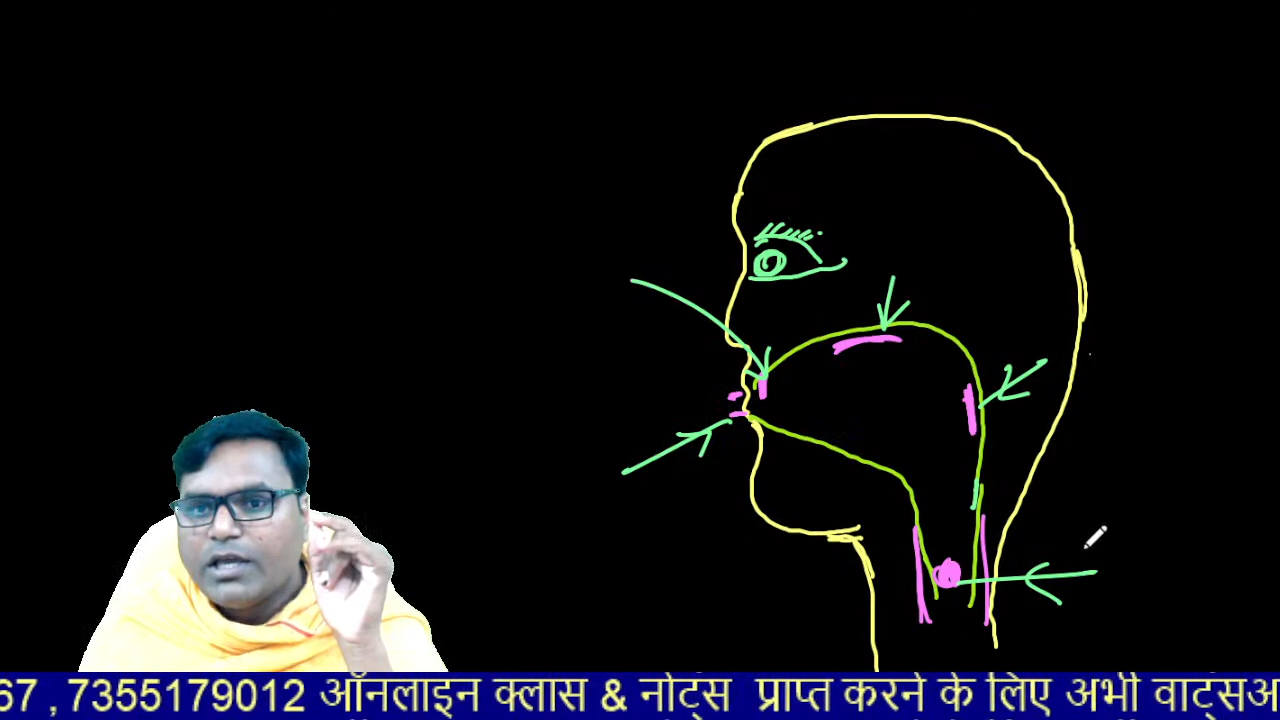 67 , 7355179012 ऑनलाइन क्लास & नोट्स प्राप्त करने के लिए अभी वाट्सअ